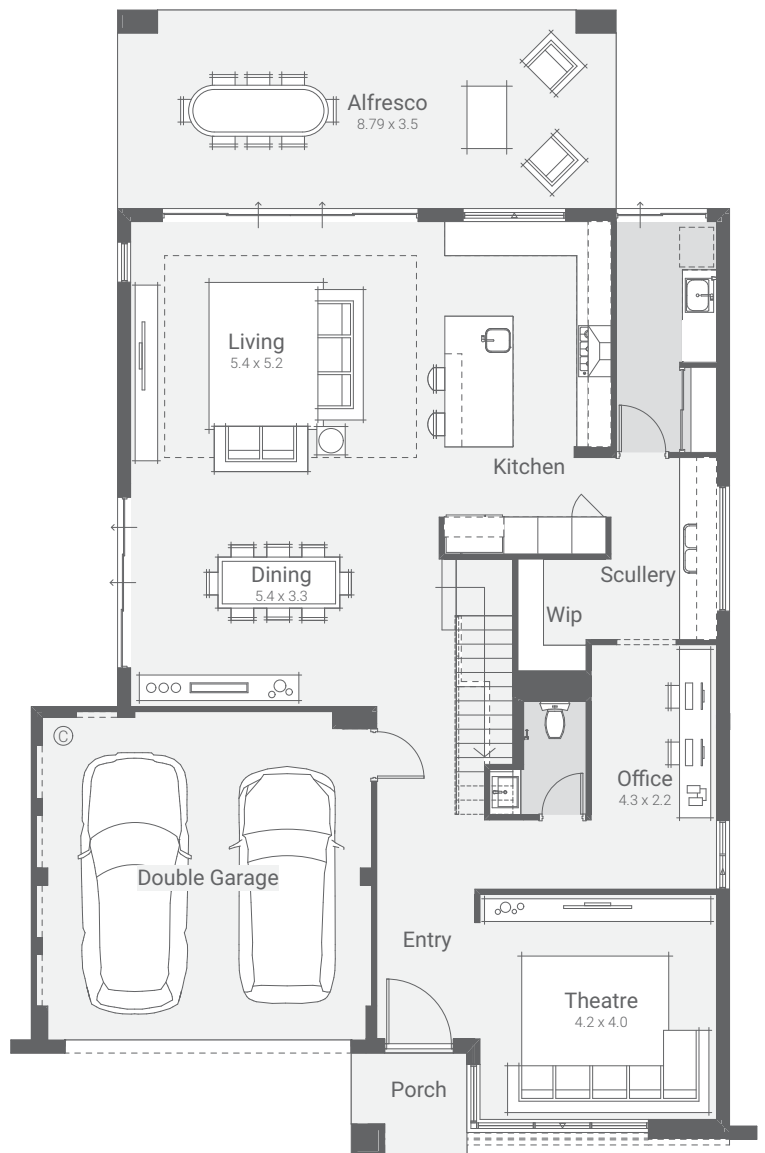 Alfresco
8.79 x 3.5
Living
5.4 x 5.2
Kitchen
Dining
5.4 x 3.3
Scullery
Wip
C
Office
4.3 x 2.2
Double Garage
Entry
Theatre
4.2 x 4.0
Porch